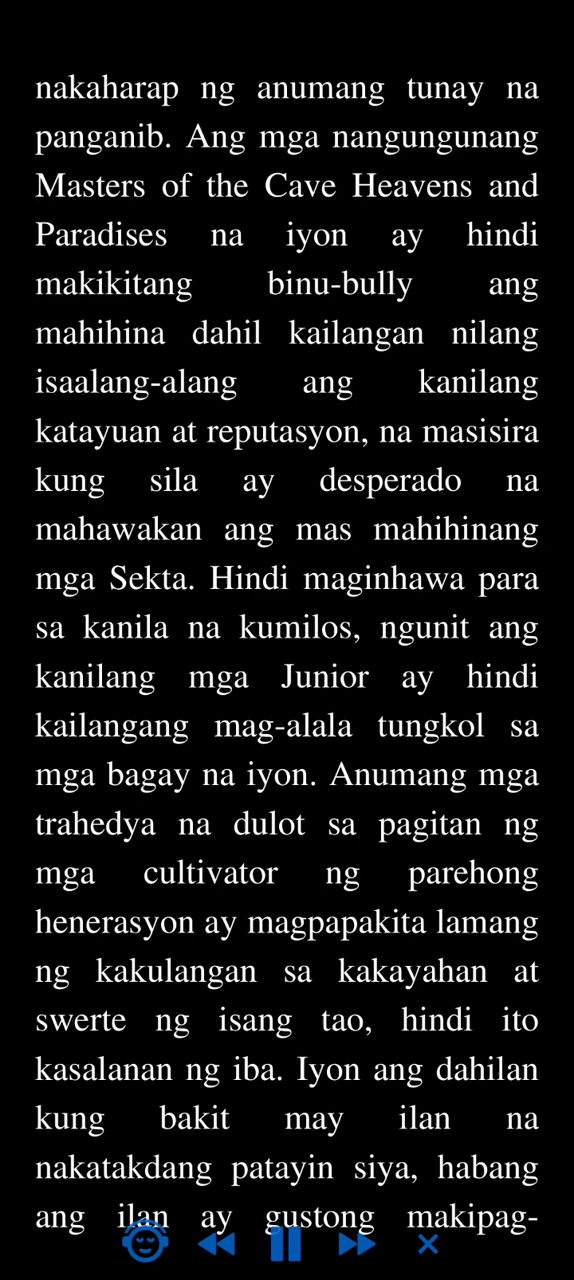 nakaharap ng anumang tunay na
panganib. Ang mga nangungunang
Masters of the Cave Heavens and
Paradises na iyon ay hindi
makikitang binu-bully ang
mahihina dahil kailangan nilang
isaalang-alang ang kanilang
katayuan at reputasyon, na masisira
kung sila ay desperado na
mahawakan ang mas mahihinang
mga Sekta. Hindi maginhawa para
sa kanila na kumilos, ngunit ang
kanilang mga Junior ay hindi
kailangang mag-alala tungkol sa
mga bagay na iyon. Anumang mga
trahedya na dulot sa pagitan ng
mga cultivator ng parehong
henerasyon ay magpapakita lamang
ng kakulangan sa kakayahan at
swerte ng isang tao, hindi ito
kasalanan ng iba. Iyon ang dahilan
kung bakit may ilan na
nakatakdang patayin siya, habang
ang ilan ay gustong makipag-